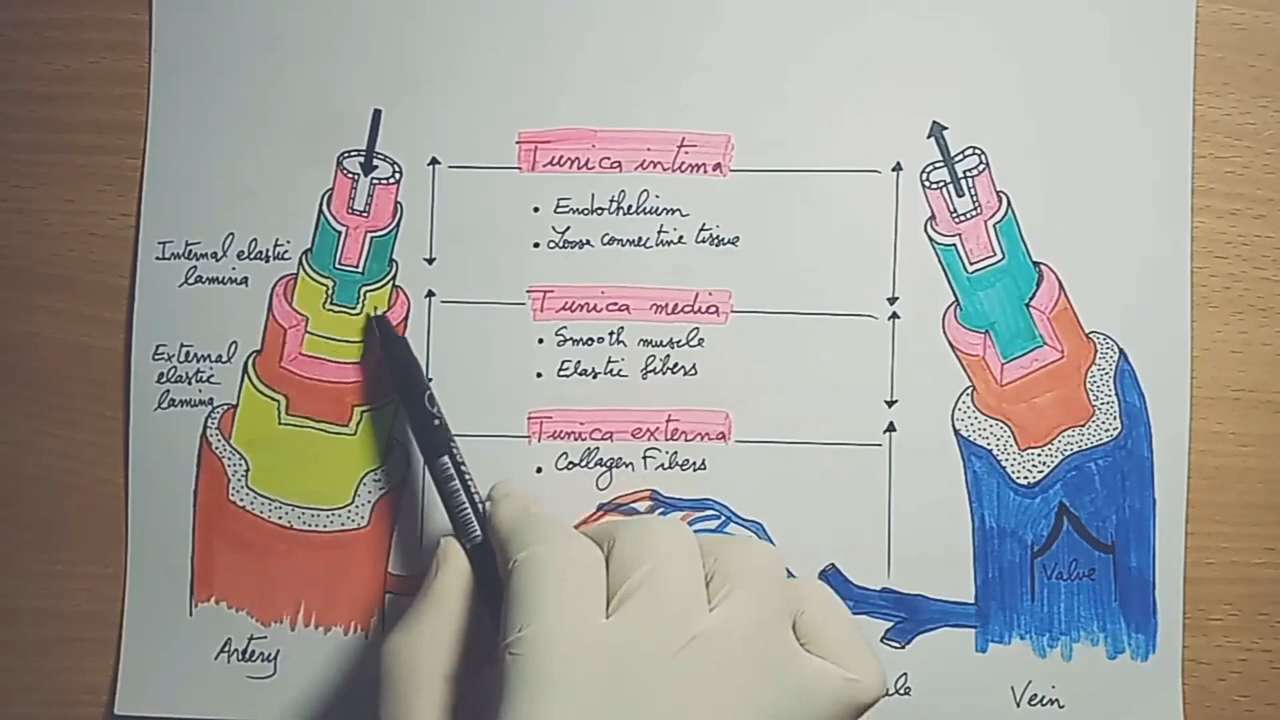 Tunica intima
• Endothelium
• Loose connective tissue
Internal elastic
lamina
Tunica media
• Smooth muscle
• Elastic fibers
External
elastic
lamina
Tunica externa
• Collagen Fibers
Valve
Artery
Vein